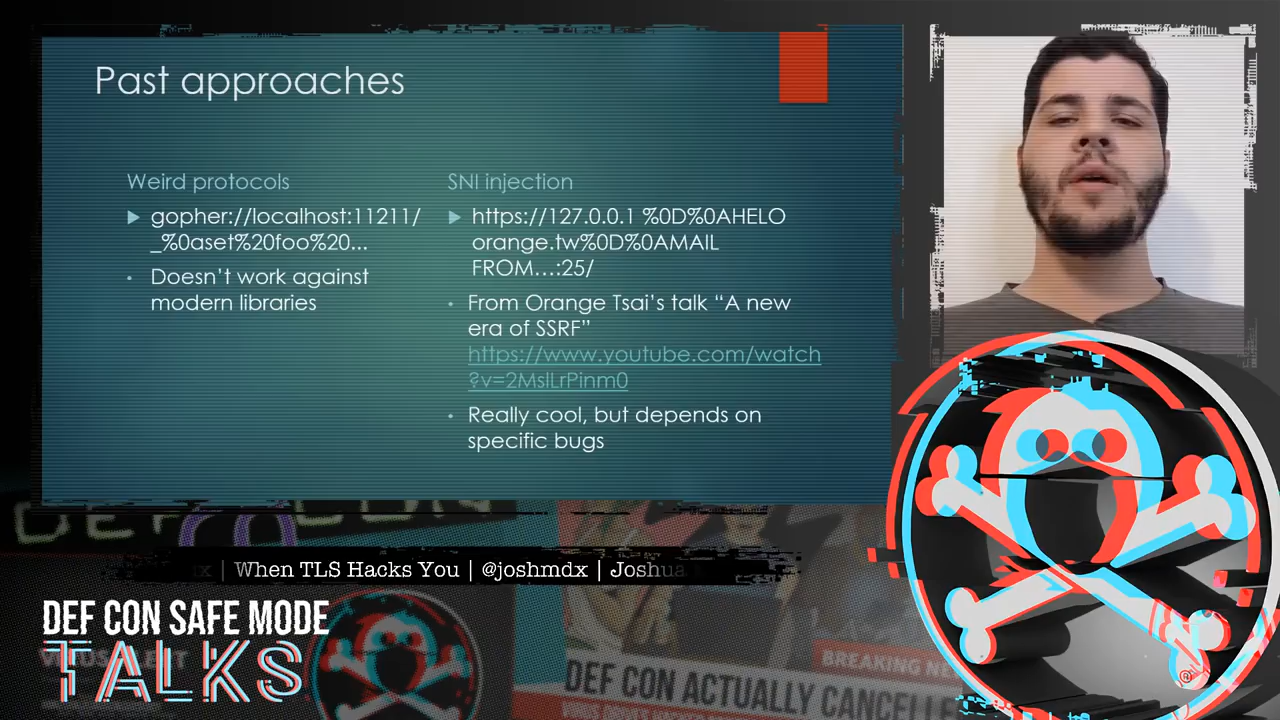 Past approaches
Weird protocols
gopher://localhost:11211/
_%0aset%20foo%20...
Doesn't work against
modern libraries
SNI injection
https://127.0.0.1 %0D%0AHELO
orange.tw%0D%0AMAIL
FROM...:25/
From Orange Tsai's talk “A new
era of SSRF”
https://www.youtube.com/watch
?v=2MslLrPinm0
Really cool, but depends on
specific bugs
| When TLS Hacks You | @joshmdx | Joshua
DEF CON SAFE MODE
TALKS
DEF CON
BREAKING NE
DEF CON ACTUALLY CANCELLE